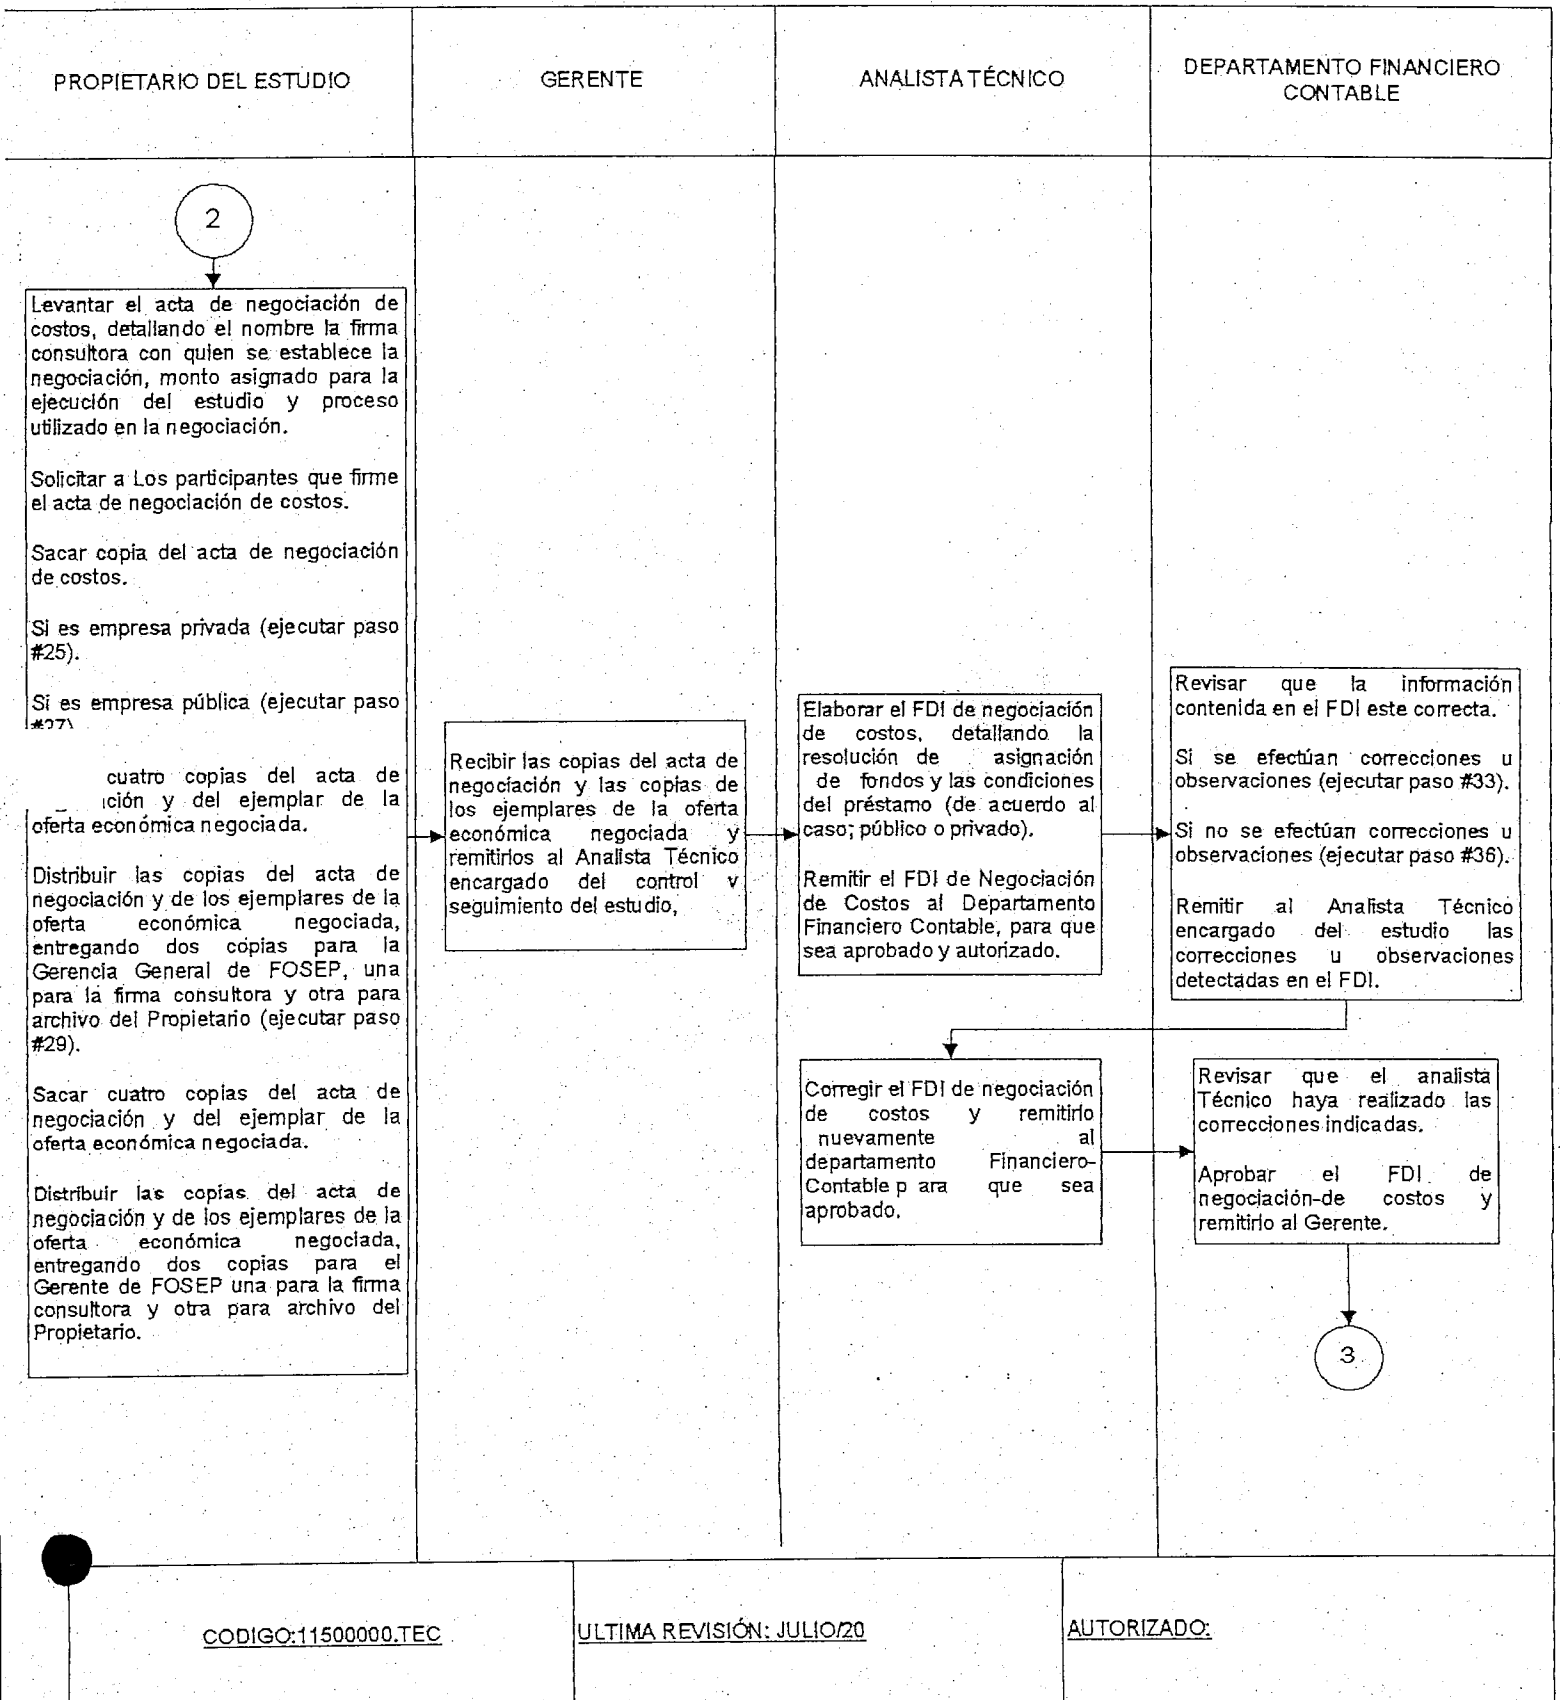 PROPIETARIO DEL ESTUDIO
GERENTE
ANALISTA TÉCNICO
DEPARTAMENTO FINANCIERO
CONTABLE
2
Levantar el acta de negociación de
costos, detallando el nombre la firma
consultora con quien se establece la
negociación, monto asignado para la
ejecución del estudio y proceso
utilizado en la negociación.
Solicitar a Los participantes que firme
el acta de negociación de costos.
Sacar copia del acta de negociación
de costos.
Si es empresa privada (ejecutar paso
#25).
Si es empresa pública (ejecutar paso
#27)
cuatro copias del acta de
ción y del ejemplar de la
oferta económica negociada.
Distribuir las copias del acta de
negociación y de los ejemplares de la
oferta económica negociada,
entregando dos copias para la
Gerencia General de FOSEP, una
para la firma consultora y otra para
archivo del Propietario (ejecutar paso
#29).
Sacar cuatro copias del acta de
negociación y del ejemplar de la
oferta económica negociada.
Distribuir las copias del acta de
negociación y de los ejemplares de la
oferta económica negociada,
entregando dos copias para el
Gerente de FOSEP una para la firma
consultora y otra para archivo del
Propietario.
Recibir las copias del acta de
negociación y las copias de
los ejemplares de la oferta
económica negociada y
remitirlos al Analista Técnico
encargado del control y
seguimiento del estudio,
Elaborar el FDI de negociación
de costos, detallando la
resolución de asignación
de fondos y las condiciones
del préstamo (de acuerdo al
caso; público o privado).
Remitir el FDI de Negociación
de Costos al Departamento
Financiero Contable, para que
sea aprobado y autorizado.
Revisar que la información
contenida en el FDI este correcta.
Si se efectúan correcciones u
observaciones (ejecutar paso #33).
Si no se efectúan correcciones u
observaciones (ejecutar paso #36).
Remitir al Analista Técnico
encargado del estudio las
correcciones u observaciones
detectadas en el FDI.
Corregir el FDI de negociación
de costos y remitirlo
nuevamente al
departamento Financiero-
Contable p ara que sea
aprobado.
Revisar que el analista
Técnico haya realizado las
correcciones indicadas.
Aprobar el FDI de
negociación-de costos y
remitirlo al Gerente.
3
CODIGO:11500000.TEC
ULTIMA REVISIÓN: JULIO/20
AUTORIZADO: